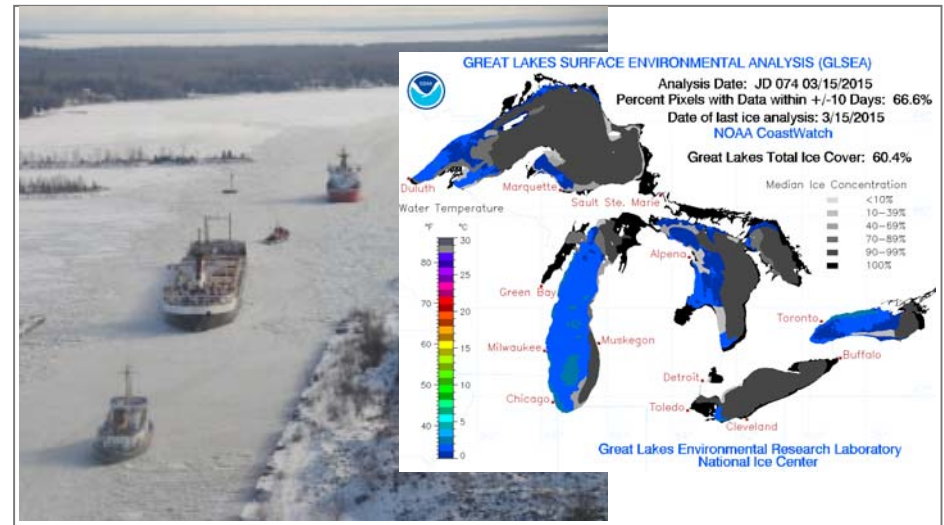 GREAT LAKES SURFACE ENVIRONMENTAL ANALYSIS (GLSEA)
NOAA
Analysis Date: JD 074 03/15/2015
Percent Pixels with Data within +/-10 Days: 66.6%
Date of last ice analysis: 3/15/2015
NOAA CoastWatch
Great Lakes Total Ice Cover: 60.4%
Median Ice Concentration
<10%
10-39%
40-69%
70-89%
90-99%
100%
Duluth
Marquette
Sault Ste. Marie
Water Temperature
°F
°C
80
70
60
50
40
30
25
20
15
10
5
0
Alpena
Green Bay
Toronto
Milwaukee
Muskegon
Buffalo
Detroit
Chicago
Toledo
Cleveland
Great Lakes Environmental Research Laboratory
National Ice Center